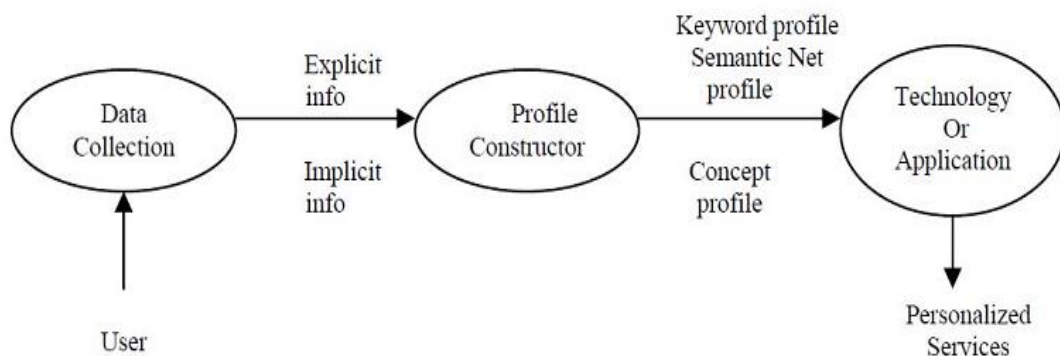 Data
Collection
Explicit
info
Implicit
info
Profile
Constructor
Keyword profile
Semantic Net
profile
Concept
profile
Technology
Or
Application
User
Personalized
Services